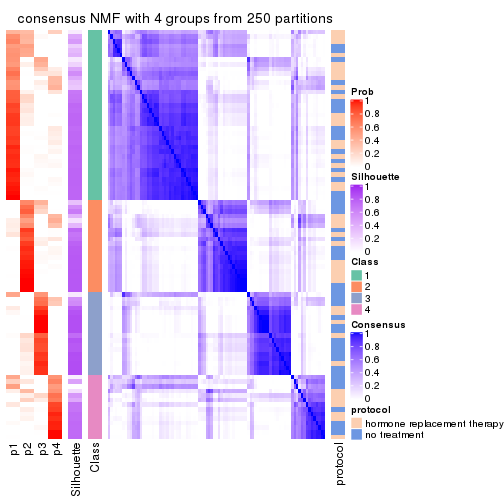 consensus NMF with 4 groups from 250 partitions
Prob
1
0.8
0.6
0.4
0.2
0
Silhouette
1
0.8
0.6
0.4
0.2
0
Class
1
2
3
4
Consensus
1
0.8
0.6
0.4
0.2
0
protocol
hormone replacement therapy
no treatment
p1
p2
p3
p4
Silhouette
Class
protocol